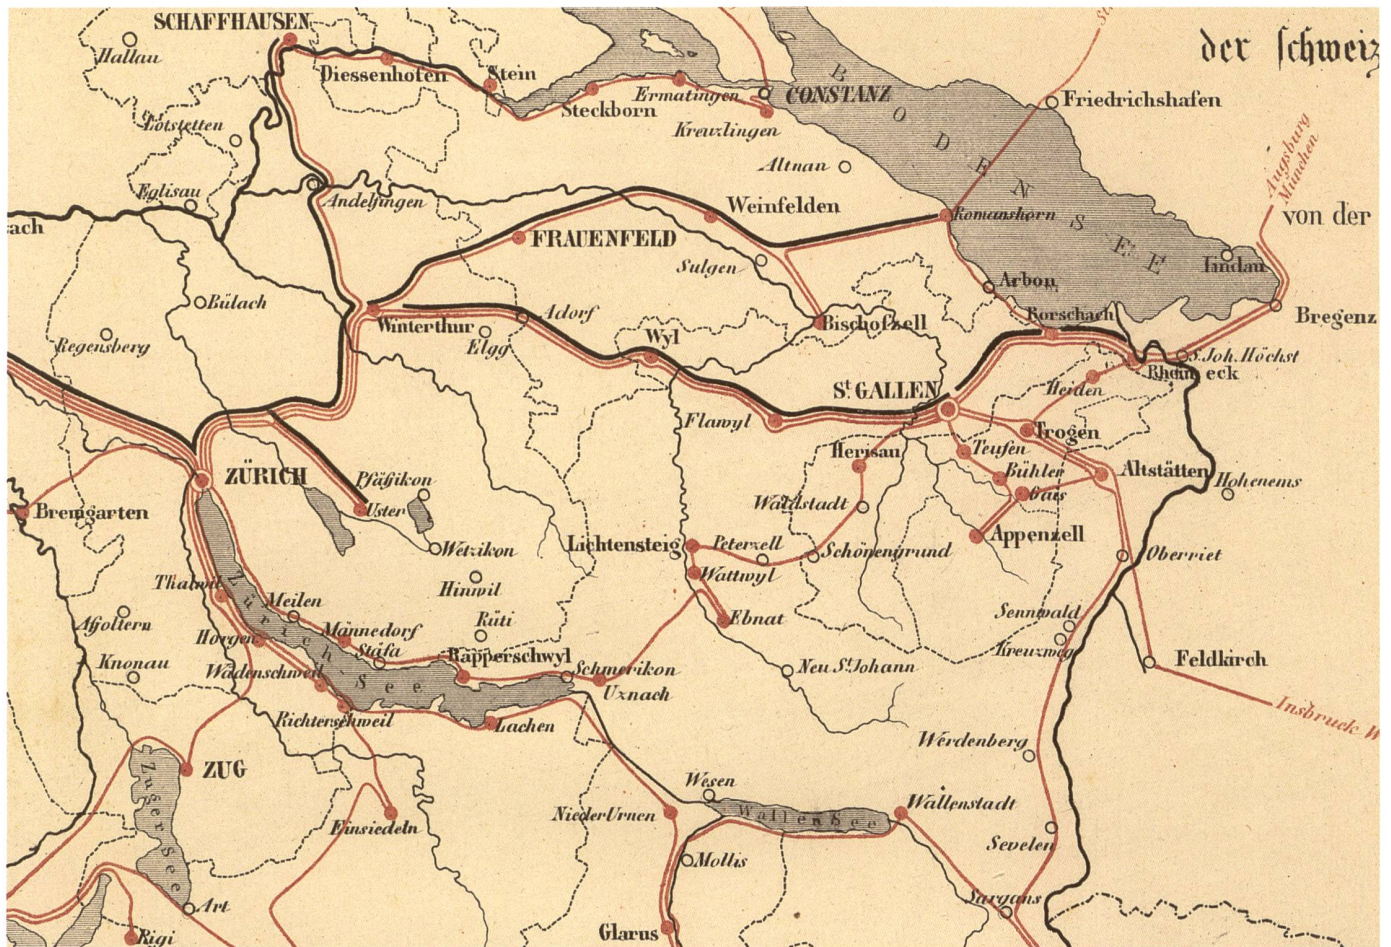 SCHAFFHAUSEN
Hallau
Diessenhofen
Stein
Steckborn
Ermatingen
CONSTANZ
Kreuzlingen
Lotstetten
Altnau
BODENSEE
Friedrichshafen
der schweiz
Augsburg
München
von der
Eglisau
Andelfingen
ach
Weinfelden
Romanshorn
FRAUENFELD
Sulgen
Lindau
Arbon
Bülach
Winterthur
Adorf
Bischofzell
Rorschach
Bregenz
Regensberg
Elgg
Wyl
S. Joh. Höchst
Rheineck
Heiden
St. GALLEN
Flawyl
Trogen
Teufen
Herisau
Bühler
Altstätten
Gais
Hohenems
ZÜRICH
Pfäffikon
Uster
Waldstadt
Bremgarten
Appenzell
Wetzikon
Lichtensteig
Peterzell
Schönengrund
Oberriet
Wattwyl
Thalwil
Hinwil
Meilen
Zürich See
Affoltern
Rüti
Ebnat
Sennwald
Horgen
Männedorf
Stäfa
Kreuzweg
Knonau
Wädenschweil
Rapperschwyl
Schmerikon
Neu St. Johann
Feldkirch
Uznach
Richterschweil
Lachen
Insbruck W
Werdenberg
ZUG
Zuger See
Wesen
Wallenstadt
Einsiedeln
Nieder Urnen
Wallen See
Sevelen
Mollis
Art
Sargans
Rigi
Glarus